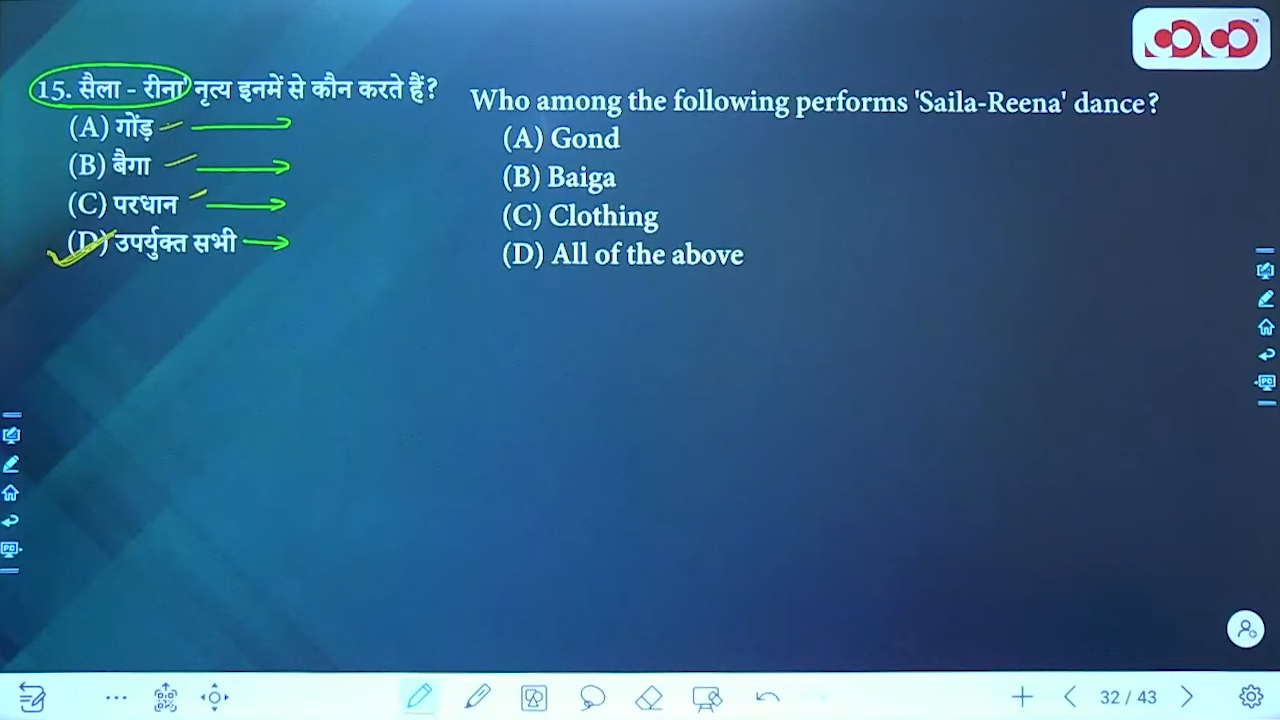 15. सैला - रीना' नृत्य इनमें से कौन करते हैं?
(A) गोंड़
(B) बैगा
(C) परधान
(D) उपर्युक्त सभी
Who among the following performs 'Saila-Reena' dance?
(A) Gond
(B) Baiga
(C) Clothing
(D) All of the above
32 / 43